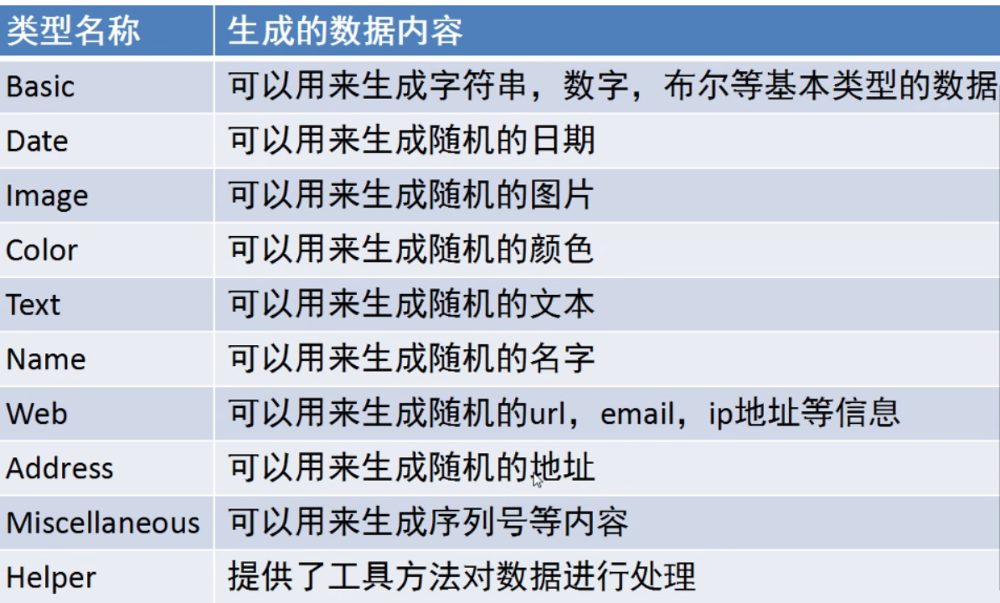 类型名称 生成的数据内容
Basic 可以用来生成字符串，数字，布尔等基本类型的数据
Date 可以用来生成随机的日期
Image 可以用来生成随机的图片
Color 可以用来生成随机的颜色
Text 可以用来生成随机的文本
Name 可以用来生成随机的名字
Web 可以用来生成随机的url，email，ip地址等信息
Address 可以用来生成随机的地址
Miscellaneous 可以用来生成序列号等内容
Helper 提供了工具方法对数据进行处理